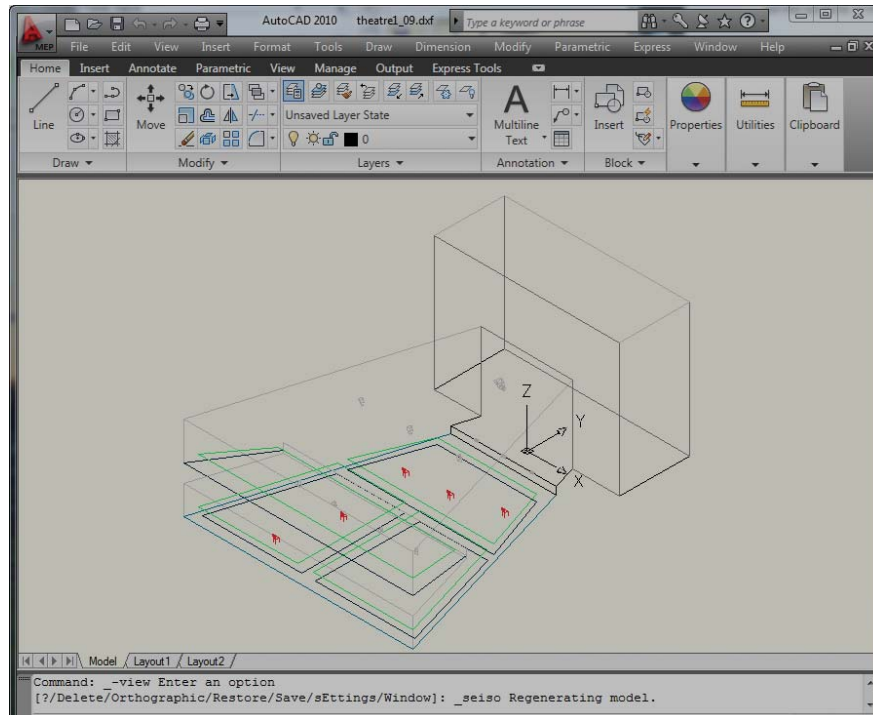 AutoCAD 2010 theatre1_09.dxf Type a keyword or phrase
MEP File Edit View Insert Format Tools Draw Dimension Modify Parametric Express Window Help
Home Insert Annotate Parametric View Manage Output Express Tools
Line Move Unsaved Layer State A Multiline Text Insert Properties Utilities Clipboard
0
Draw Modify Layers Annotation Block
Z
Y
X
Model Layout1 Layout2
Command: _-view Enter an option
[?/Delete/Orthographic/Restore/Save/sEttings/Window]: _seiso Regenerating model.